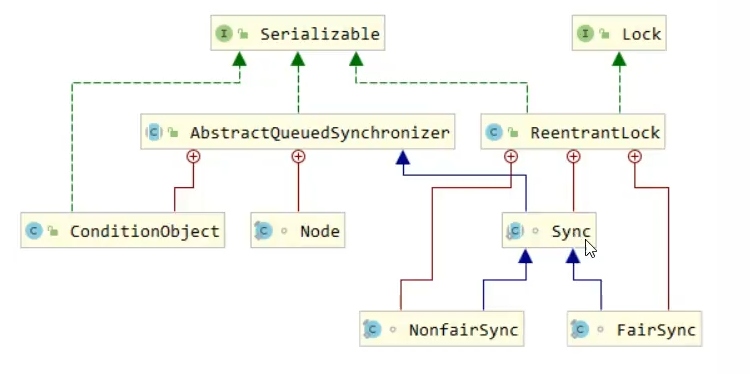 I Serializable
I Lock
C AbstractQueuedSynchronizer
C ReentrantLock
C ConditionObject
C Node
C Sync
C NonfairSync
C FairSync